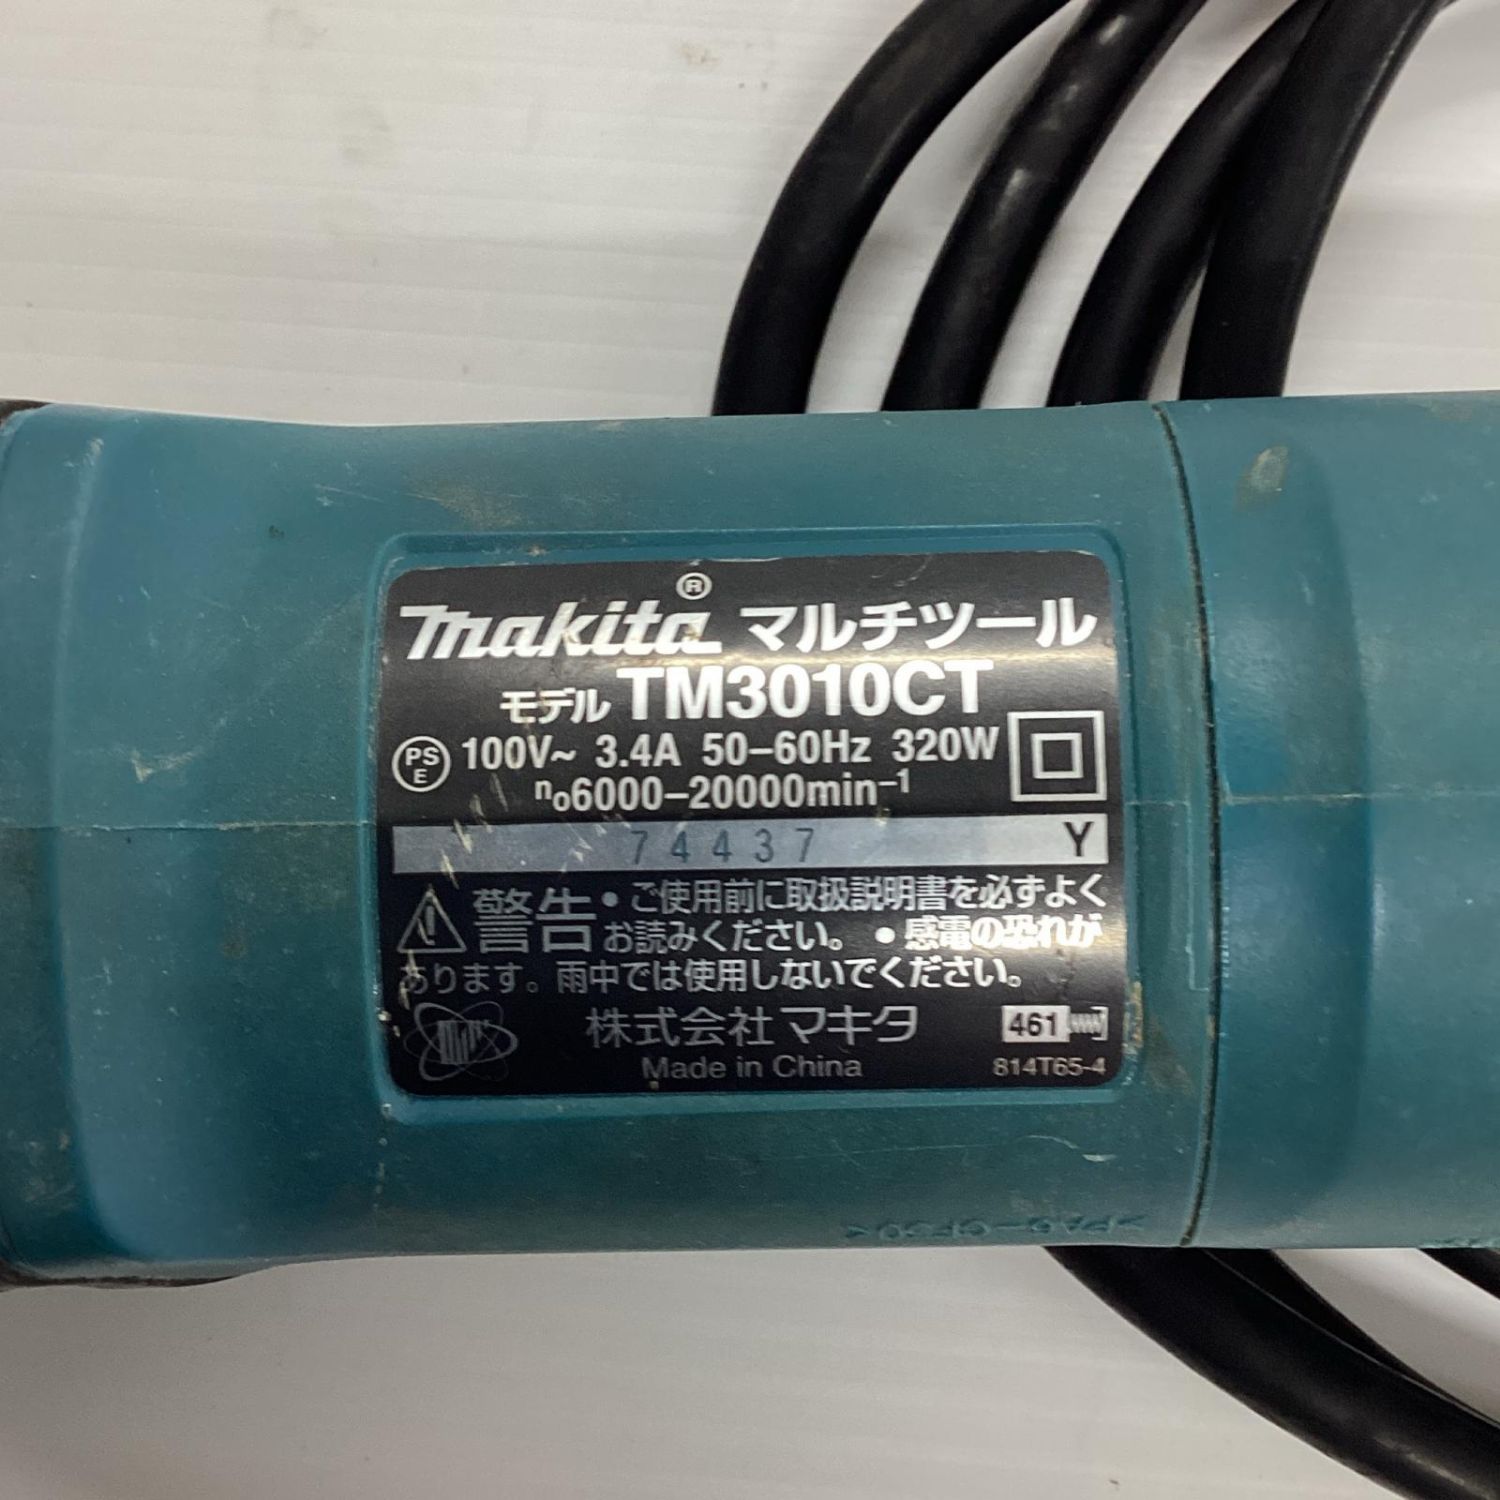 makita® マルチツール
モデル TM3010CT
PS E 100V~ 3.4A 50-60Hz 320W
n₀6000-20000min⁻¹
74437 Y
警告 • ご使用前に取扱説明書を必ずよく
お読みください。 • 感電の恐れが
あります。雨中では使用しないでください。
株式会社マキタ 461
Made in China 814T65-4